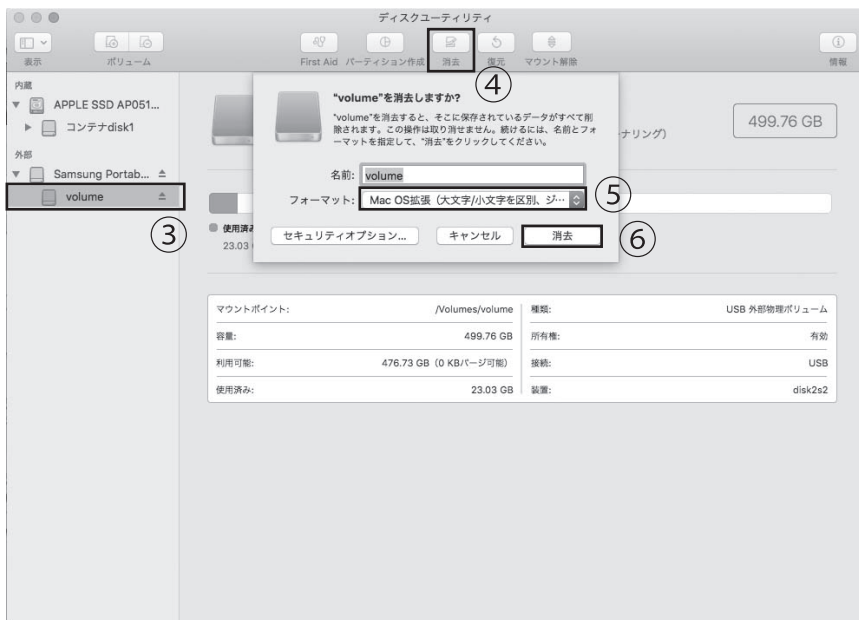 ディスクユーティリティ
表示 ボリューム First Aid パーティション作成 消去 復元 マウント解除 情報
④
内蔵
APPLE SSD AP051...
コンテナdisk1
外部
Samsung Portab...
volume
③
"volume"を消去しますか?
"volume"を消去すると、そこに保存されているデータがすべて削
除されます。この操作は取り消せません。続けるには、名前とフォ
ーマットを指定して、"消去"をクリックしてください。
名前: volume
フォーマット: Mac OS拡張（大文字/小文字を区別、ジ…
⑤
セキュリティオプション... キャンセル 消去
⑥
ナーリング)
499.76 GB
使用済み
23.03
マウントポイント: /Volumes/volume
種類: USB 外部物理ボリューム
容量: 499.76 GB
所有権: 有効
利用可能: 476.73 GB（0 KBパージ可能）
接続: USB
使用済み: 23.03 GB
装置: disk2s2